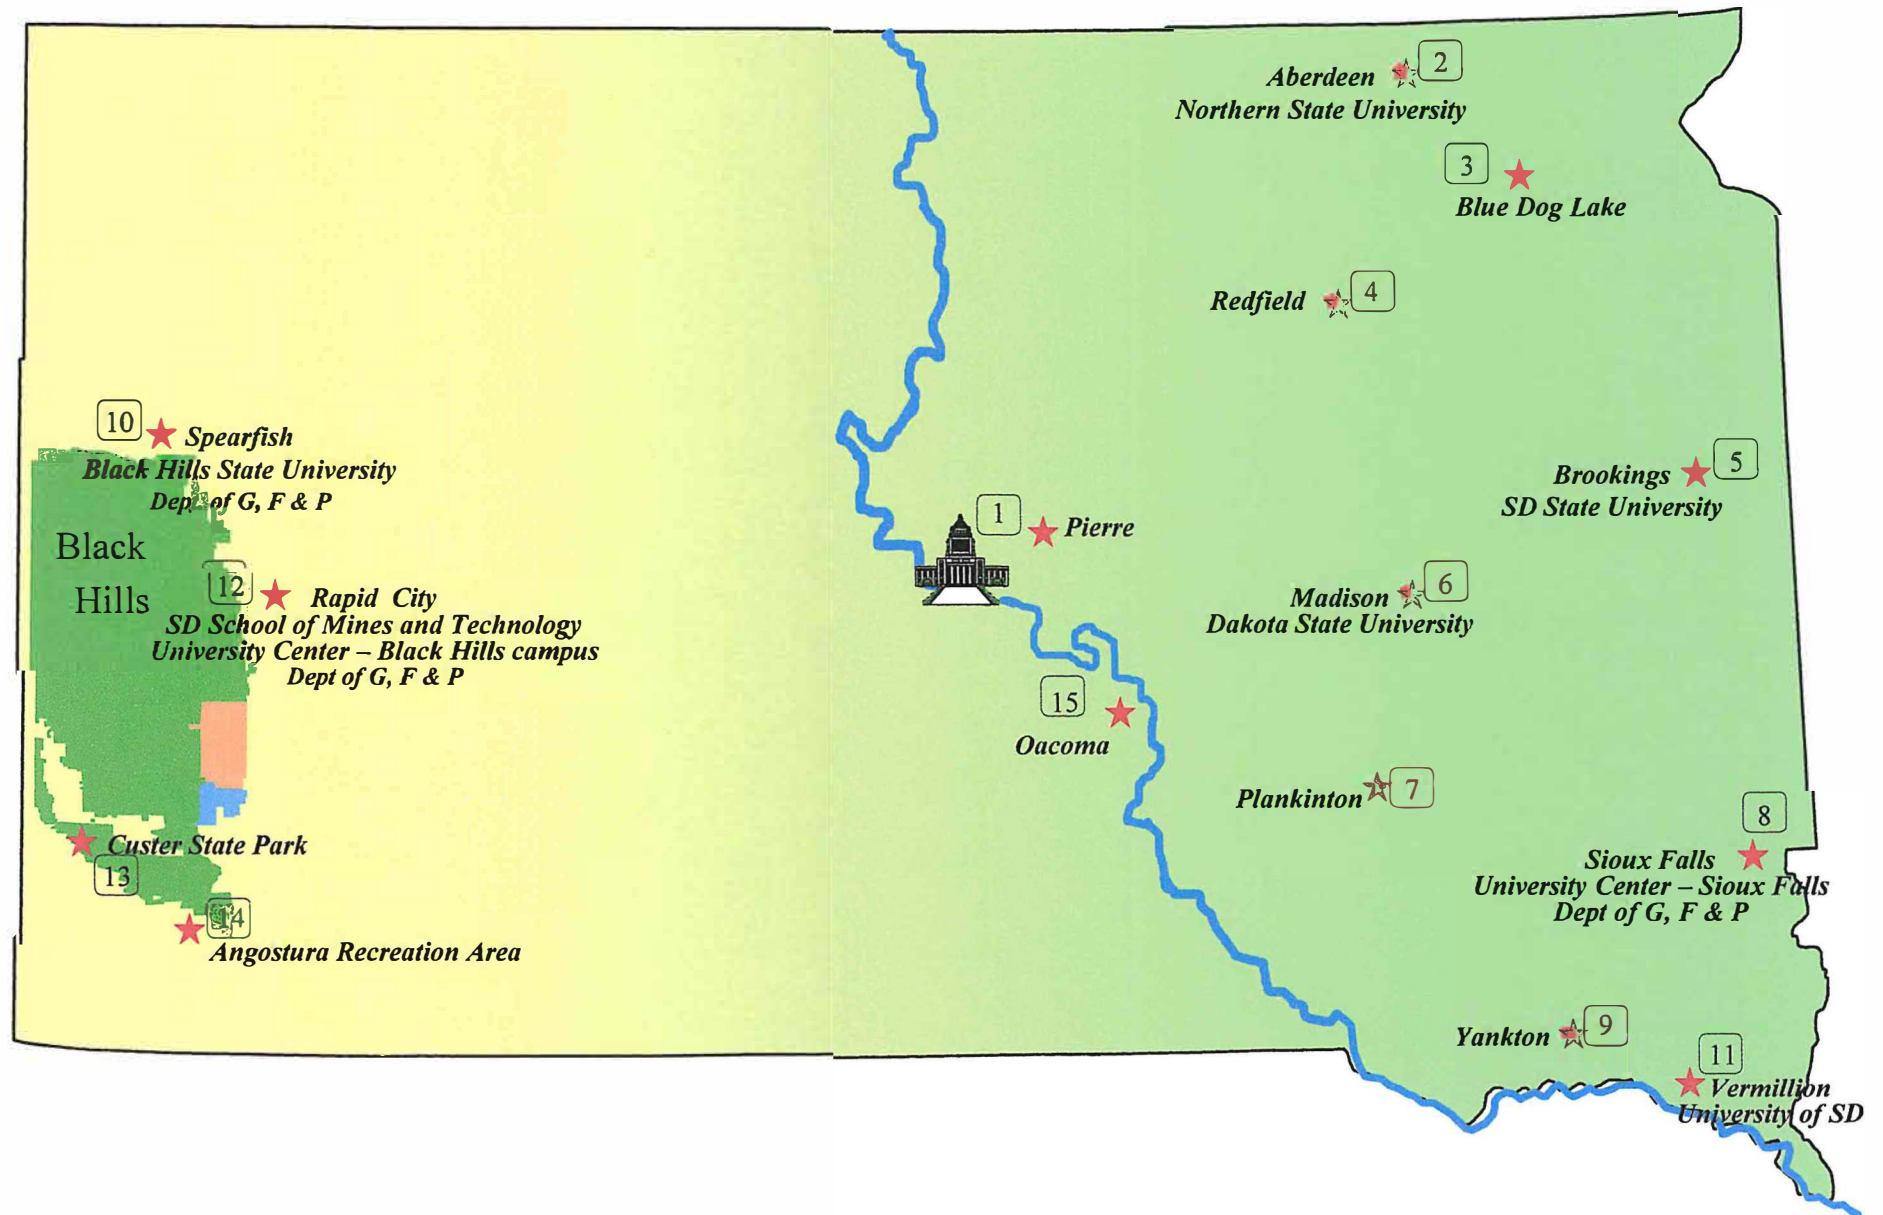 2
Aberdeen
Northern State University
3
Blue Dog Lake
Redfield
4
10
Spearfish
Black Hills State University
Dep of G, F & P
Black
Hills
12
Rapid City
SD School of Mines and Technology
University Center – Black Hills campus
Dept of G, F & P
1
Pierre
Brookings
5
SD State University
Madison
6
Dakota State University
15
Oacoma
Plankinton
7
8
Sioux Falls
University Center – Sioux Falls
Dept of G, F & P
Custer State Park
13
14
Angostura Recreation Area
Yankton
9
11
Vermillion
University of SD